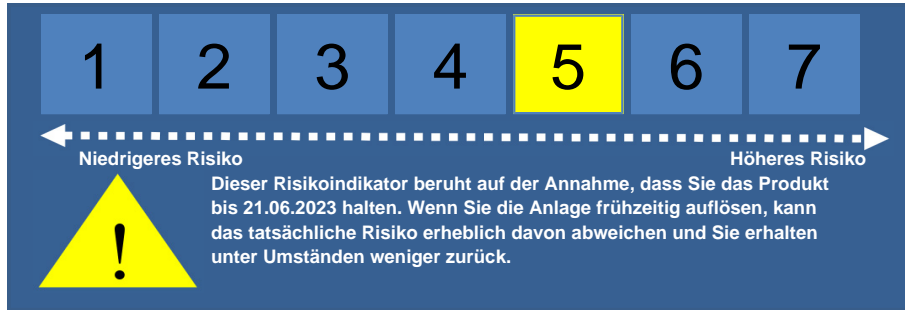 1 2 3 4 5 6 7
Niedrigeres Risiko Höheres Risiko
Dieser Risikoindikator beruht auf der Annahme, dass Sie das Produkt
bis 21.06.2023 halten. Wenn Sie die Anlage frühzeitig auflösen, kann
das tatsächliche Risiko erheblich davon abweichen und Sie erhalten
unter Umständen weniger zurück.
!